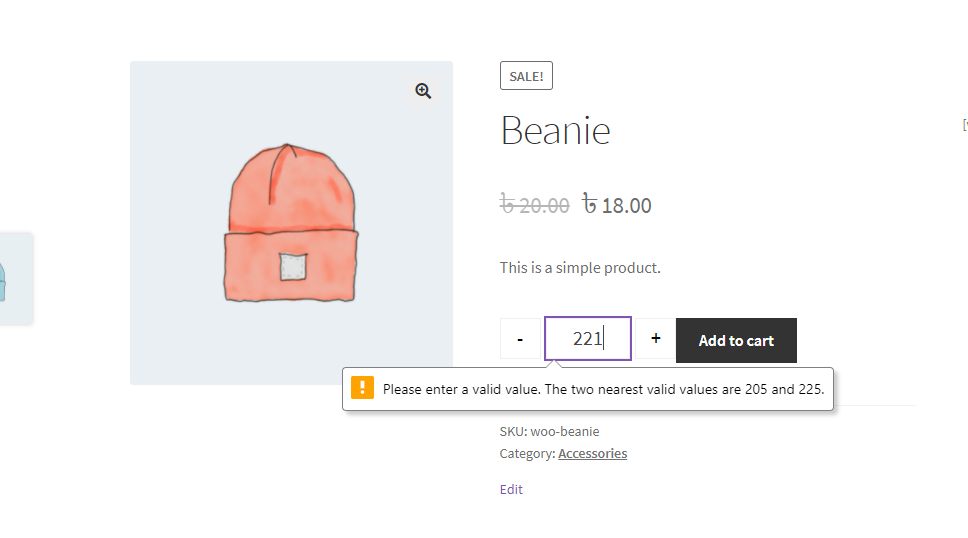 SALE!
Beanie
৳ 20.00 ৳ 18.00
This is a simple product.
- 221 + Add to cart
Please enter a valid value. The two nearest valid values are 205 and 225.
SKU: woo-beanie
Category: Accessories
Edit